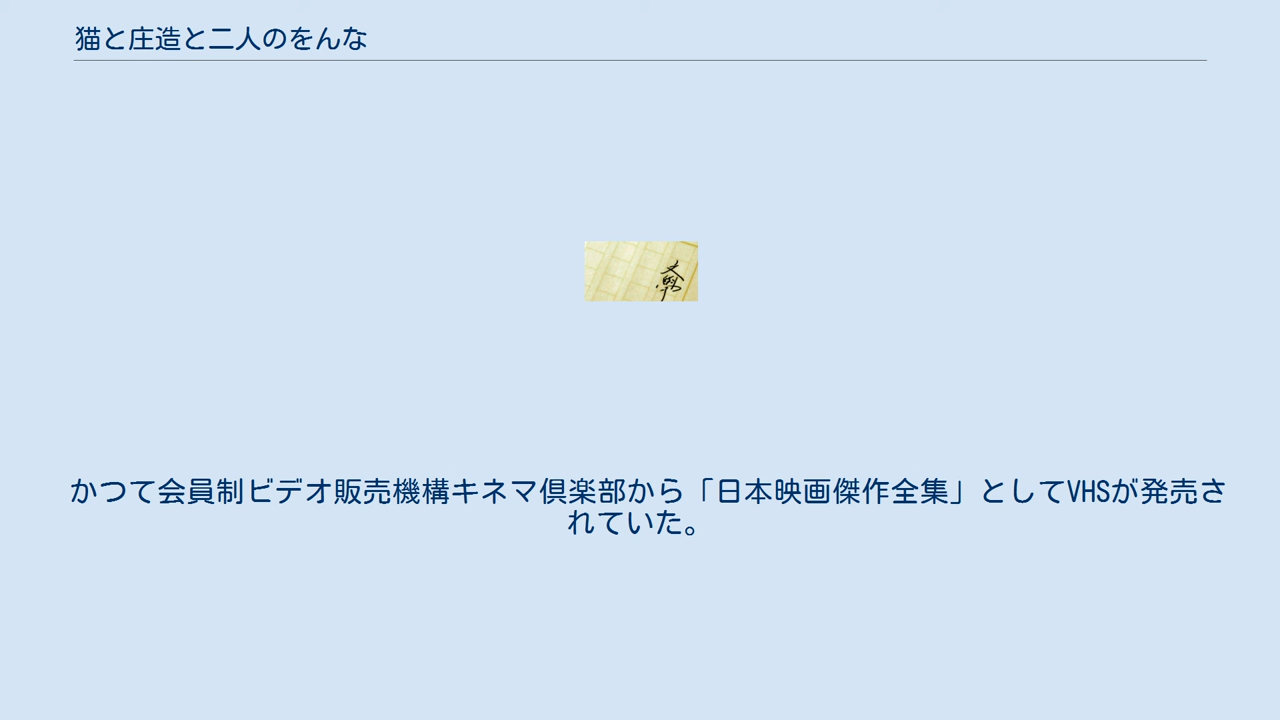 猫と庄造と二人のをんな
かつて会員制ビデオ販売機構キネマ倶楽部から「日本映画傑作全集」としてVHSが発売さ
れていた。